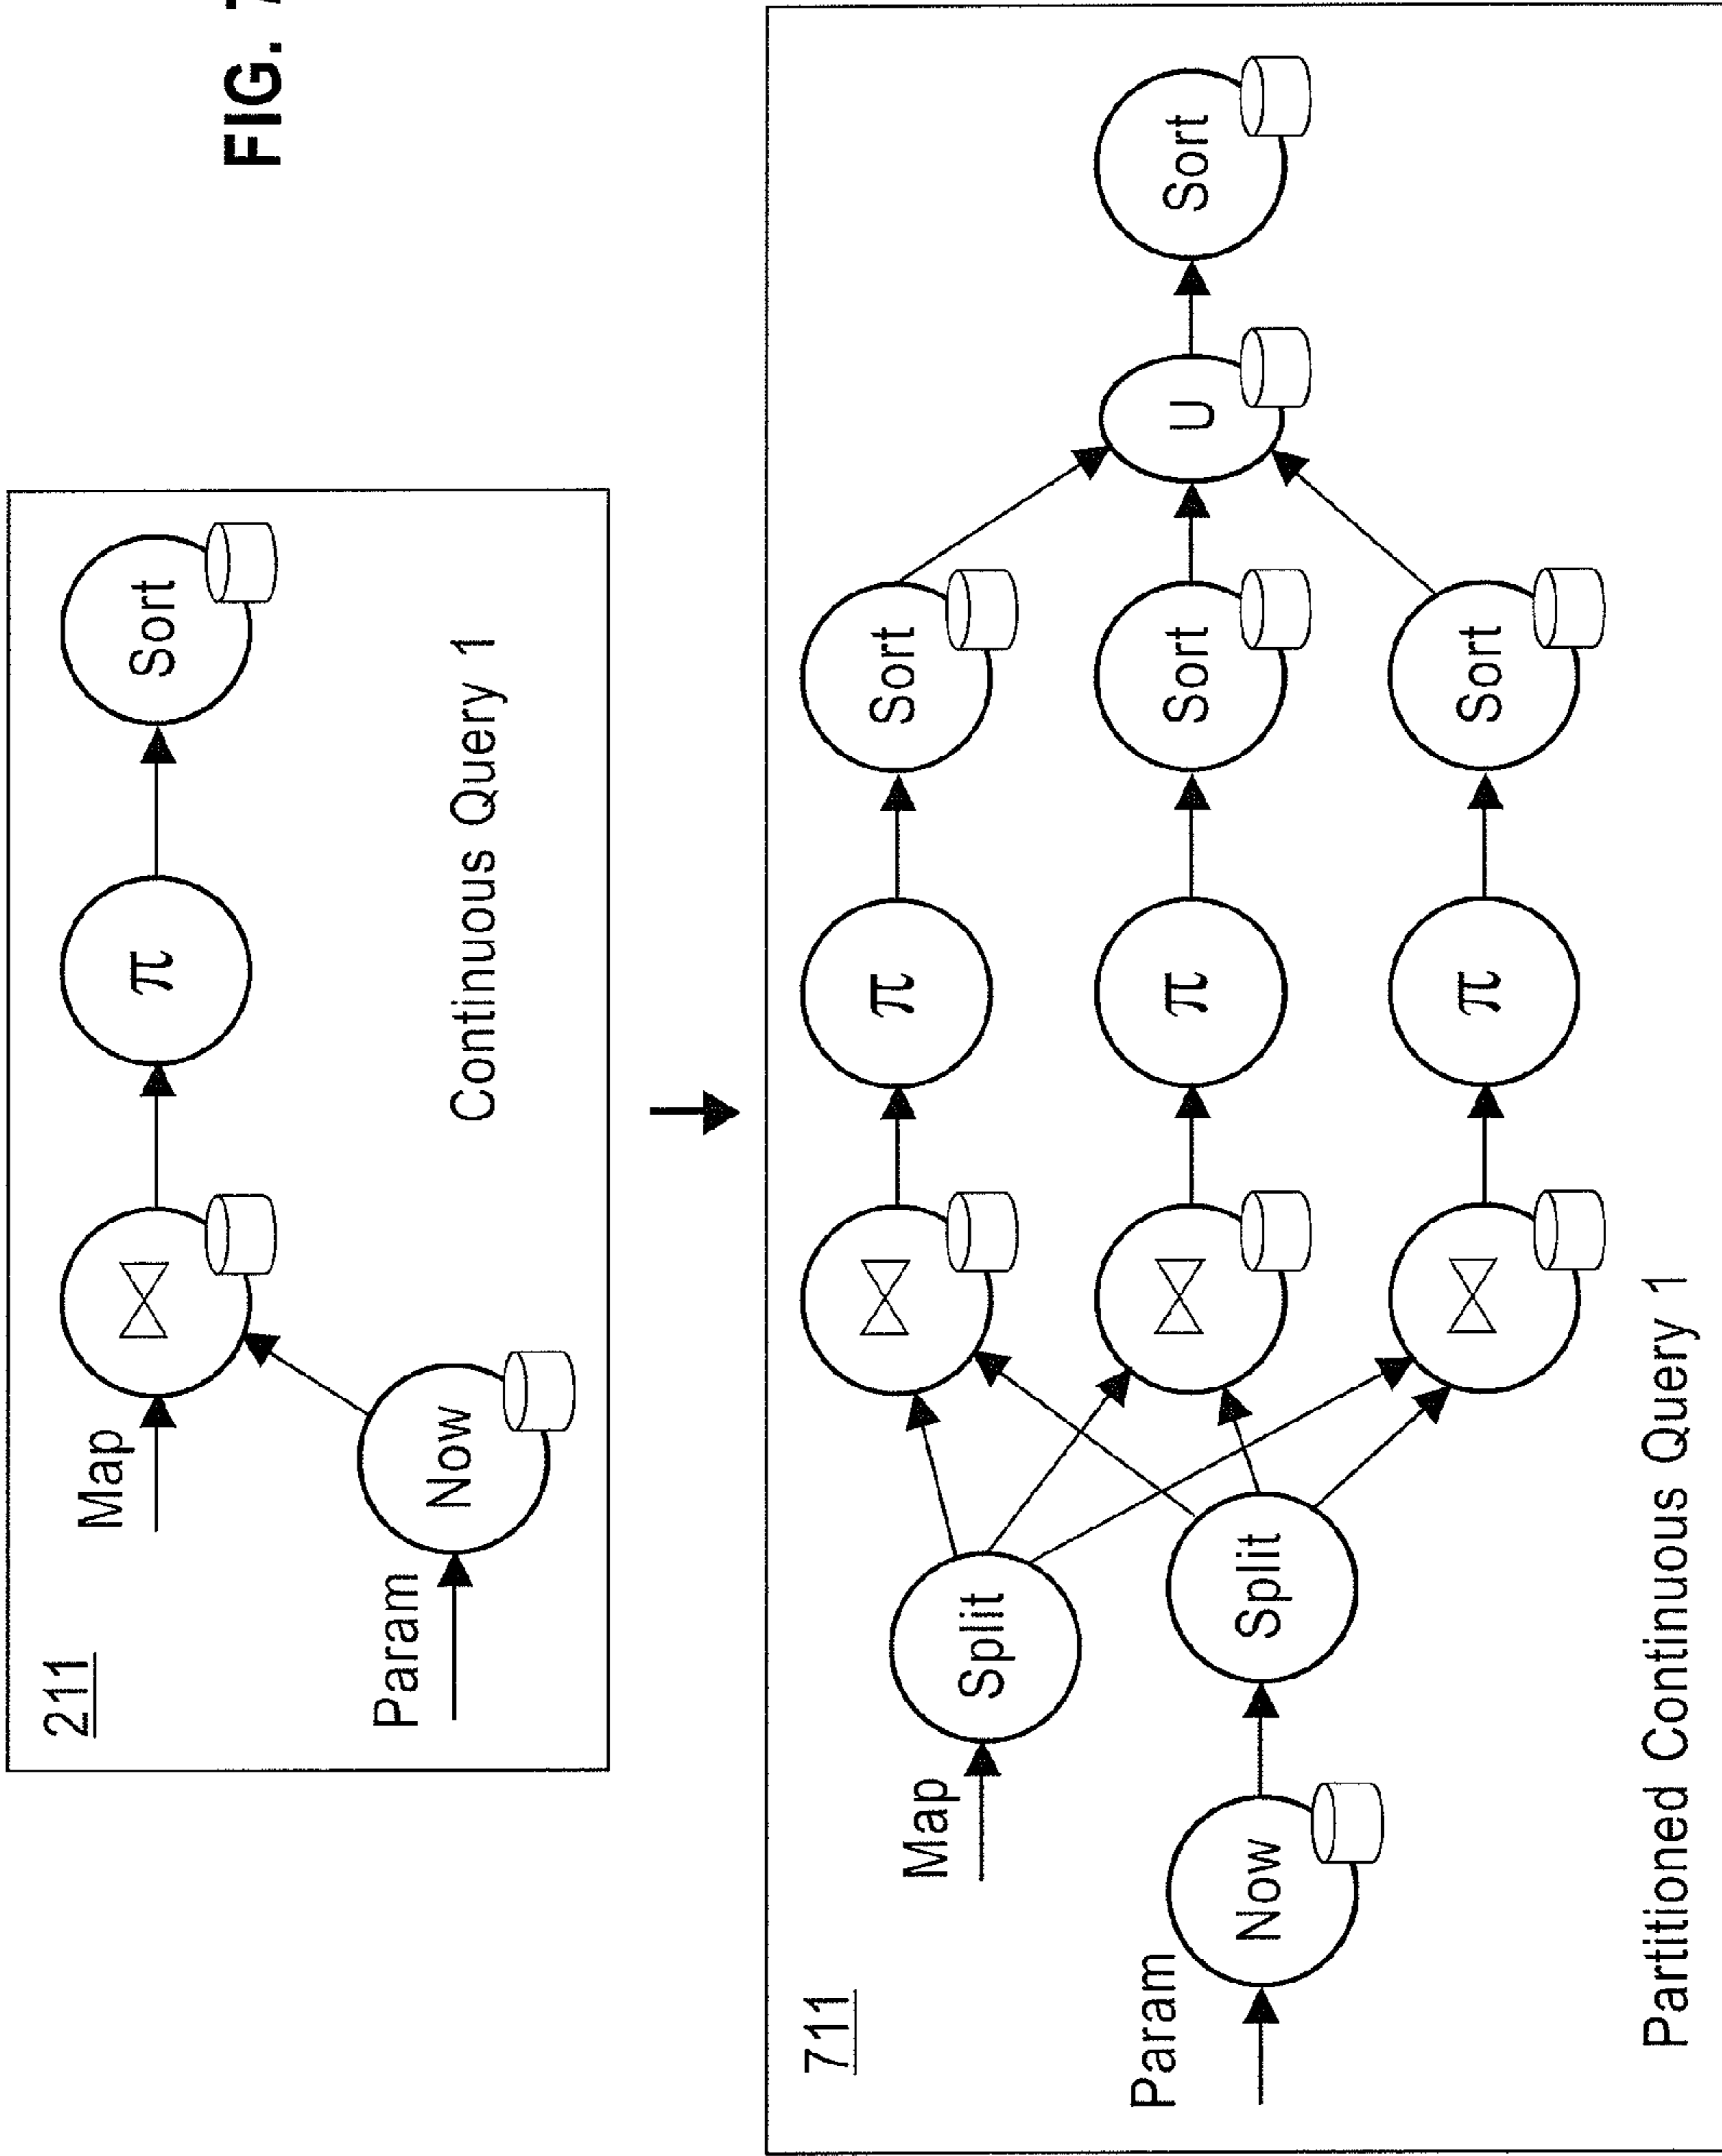 FIG. 7
211
Map
Param
Now
⋈
π
Sort
Continuous Query 1
711
Map
Param
Now
Split
Split
⋈
π
Sort
⋈
π
Sort
⋈
π
Sort
U
Sort
Partitioned Continuous Query 1